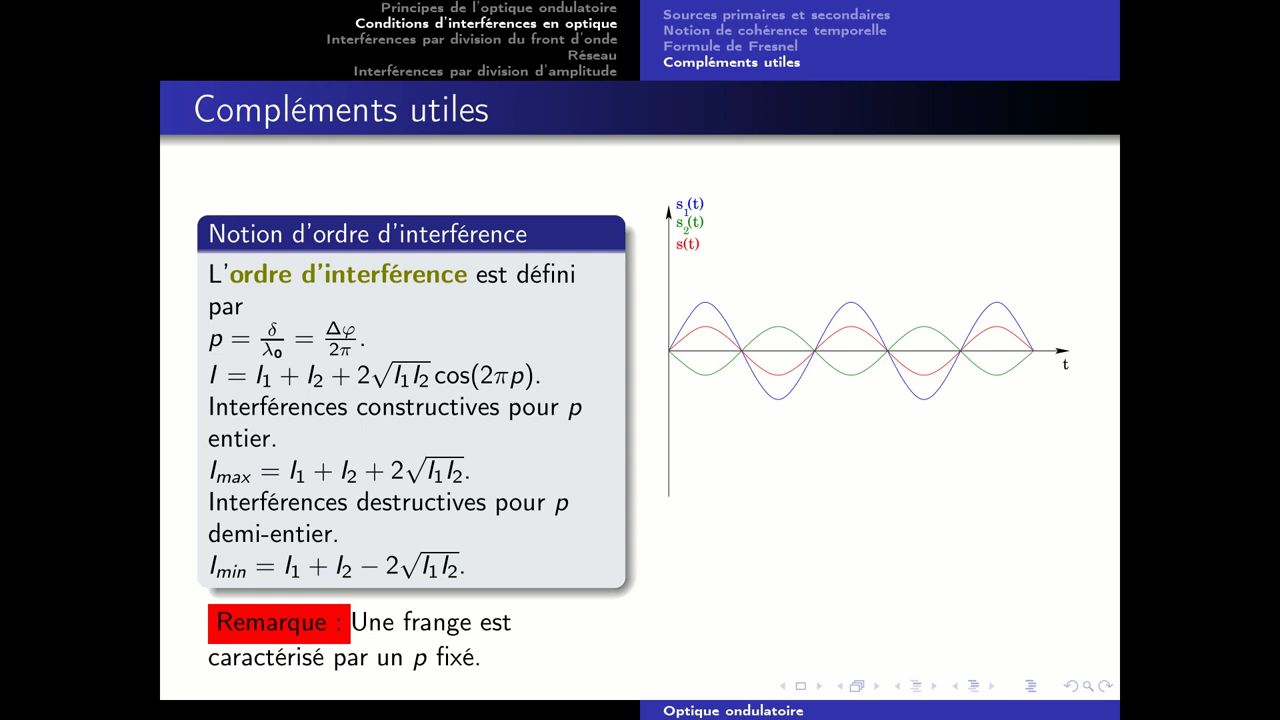 Principes de l'optique ondulatoire
Conditions d'interférences en optique
Interférences par division du front d'onde
Réseau
Interférences par division d'amplitude
Sources primaires et secondaires
Notion de cohérence temporelle
Formule de Fresnel
Compléments utiles
Compléments utiles
Notion d'ordre d'interférence
L'ordre d'interférence est défini
par
p = δ/λ₀ = Δφ/2π.
I = I₁ + I₂ + 2√(I₁I₂) cos(2πp).
Interférences constructives pour p
entier.
I_max = I₁ + I₂ + 2√(I₁I₂).
Interférences destructives pour p
demi-entier.
I_min = I₁ + I₂ − 2√(I₁I₂).
Remarque : Une frange est
caractérisé par un p fixé.
s₁(t)
s₂(t)
s(t)
t
Optique ondulatoire